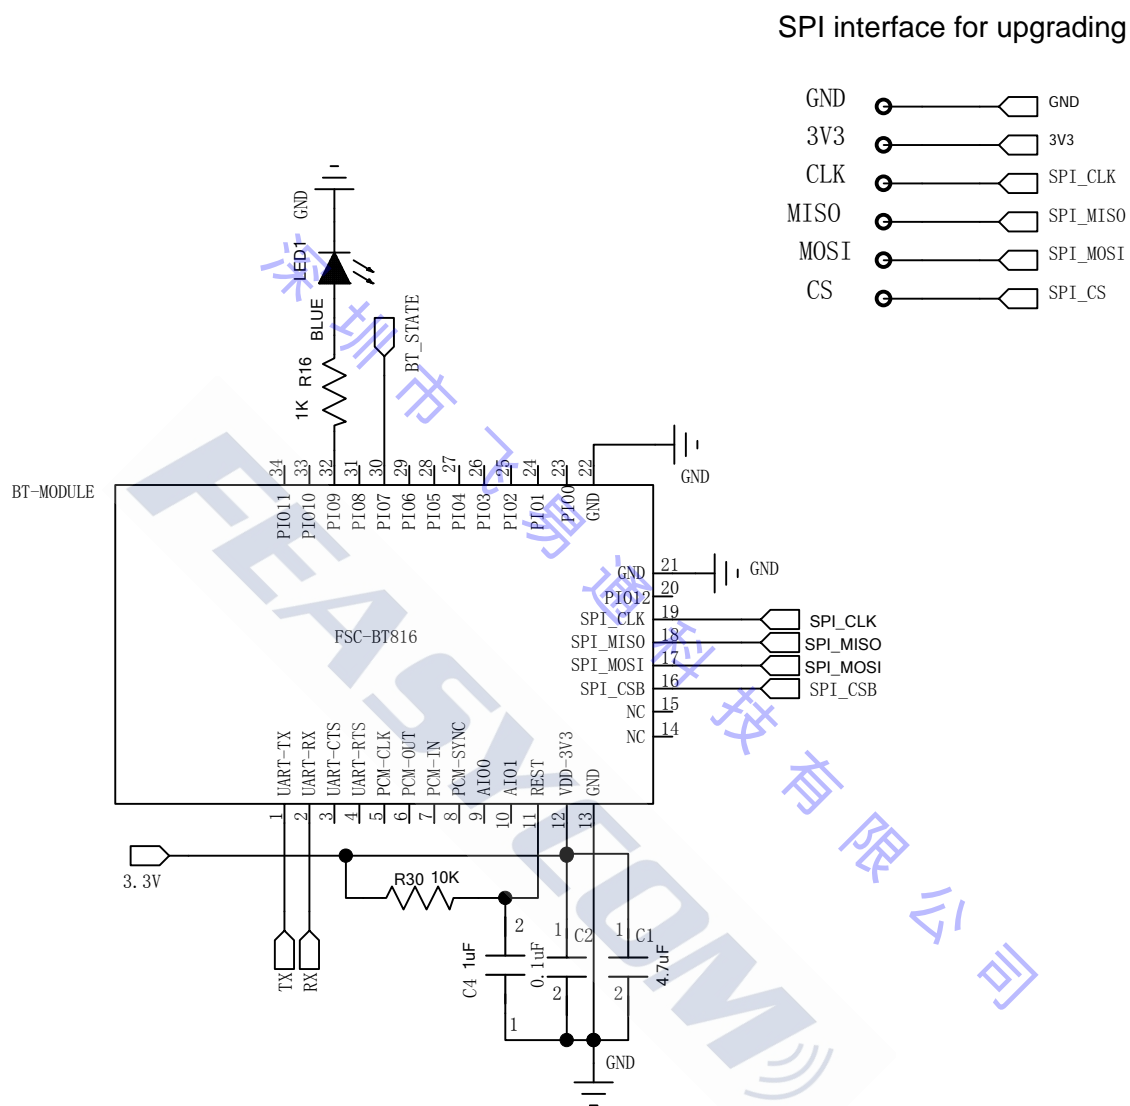 SPI interface for upgrading
GND GND
3V3 3V3
CLK SPI_CLK
MISO SPI_MISO
MOSI SPI_MOSI
CS SPI_CS
GND
LED1
BLUE
R16
1K
BT_STATE
34 33 32 31 30 29 28 27 26 25 24 23 22
GND
BT-MODULE
PIO11 PIO10 PIO9 PIO8 PIO7 PIO6 PIO5 PIO4 PIO3 PIO2 PIO1 PIO0 GND
GND 21 GND
PIO12 20
SPI_CLK 19 SPI_CLK
FSC-BT816
SPI_MISO 18 SPI_MISO
SPI_MOSI 17 SPI_MOSI
SPI_CSB 16 SPI_CSB
NC 15
NC 14
UART-TX UART-RX UART-CTS UART-RTS PCM-CLK PCM-OUT PCM-IN PCM-SYNC AIO0 AIO1 REST VDD-3V3 GND
1 2 3 4 5 6 7 8 9 10 11 12 13
3.3V
R30 10K
TX
RX
2
C4 1uF
1
1 C2
0.1uF
2
1 C1
4.7uF
2
GND
深圳市飞易通科技有限公司
FEASYCOM